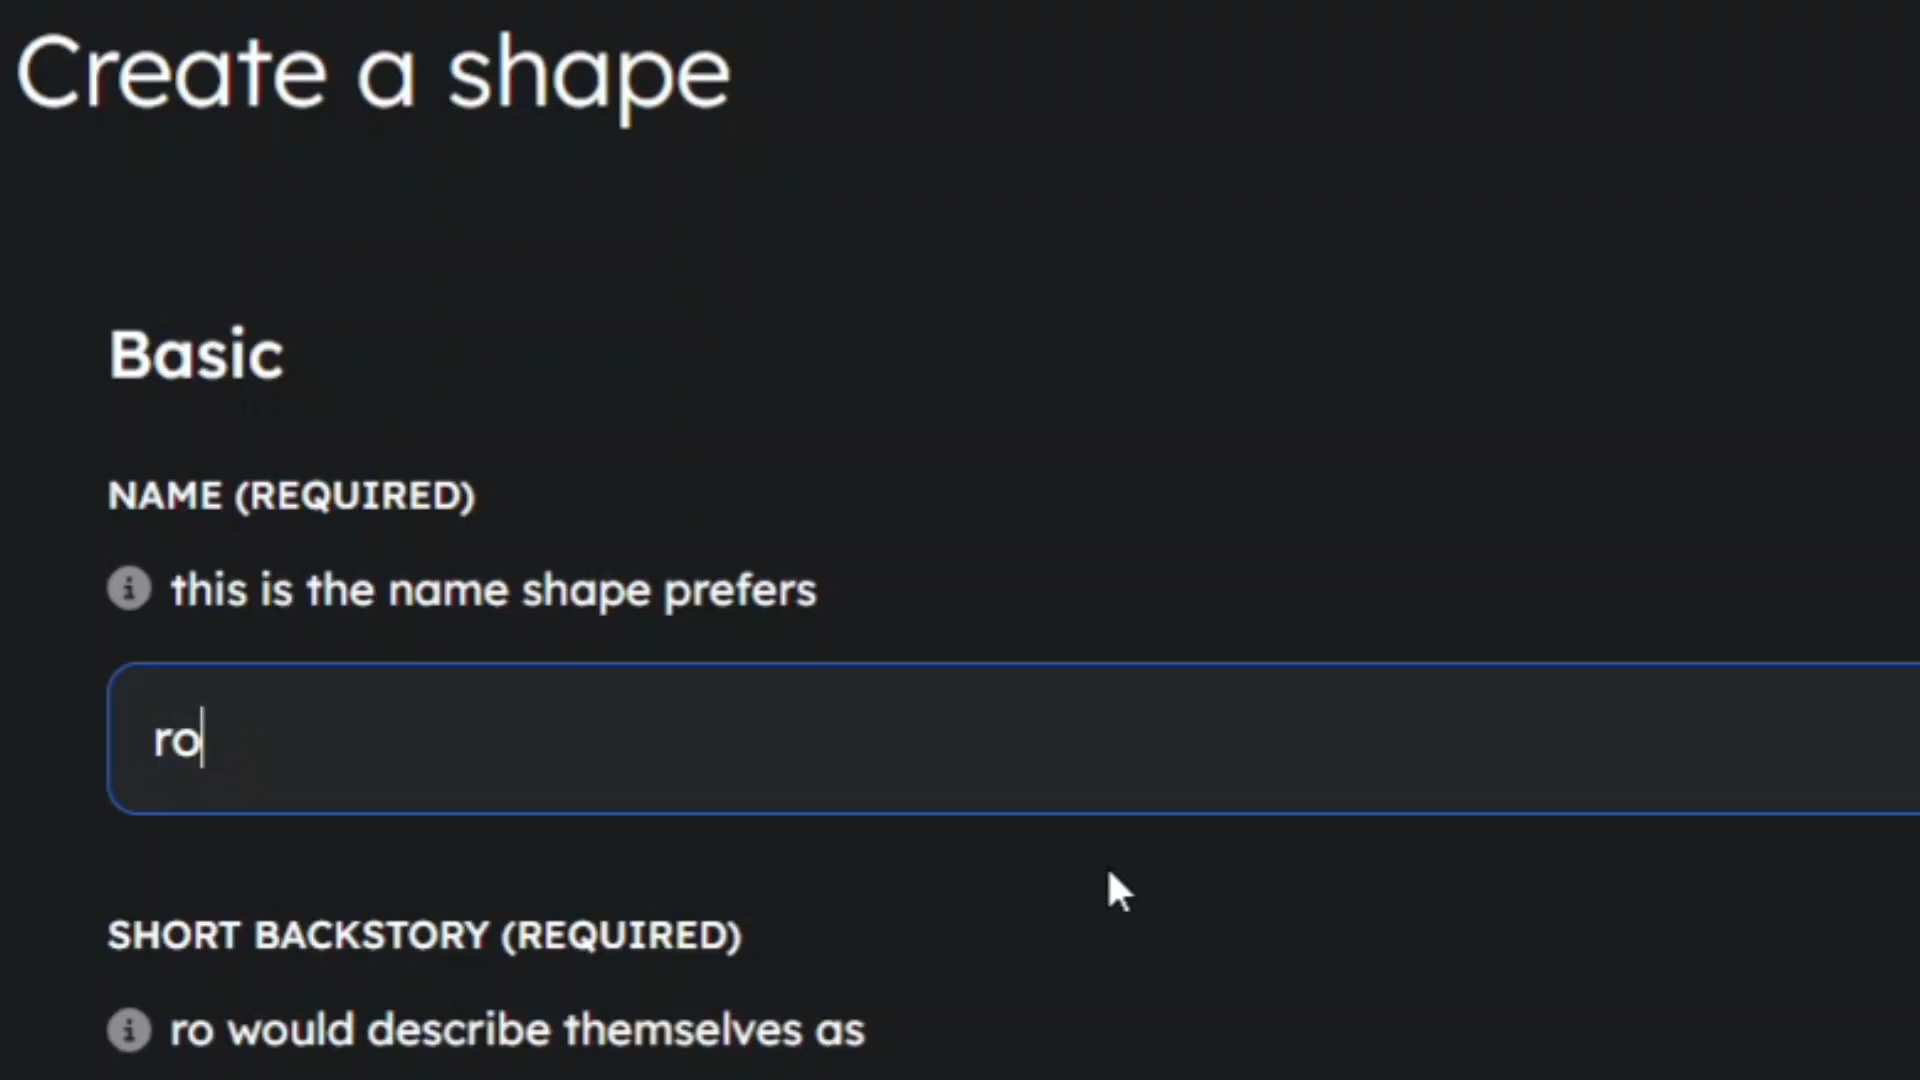 Create a shape
Basic
NAME (REQUIRED)
this is the name shape prefers
ro
SHORT BACKSTORY (REQUIRED)
ro would describe themselves as